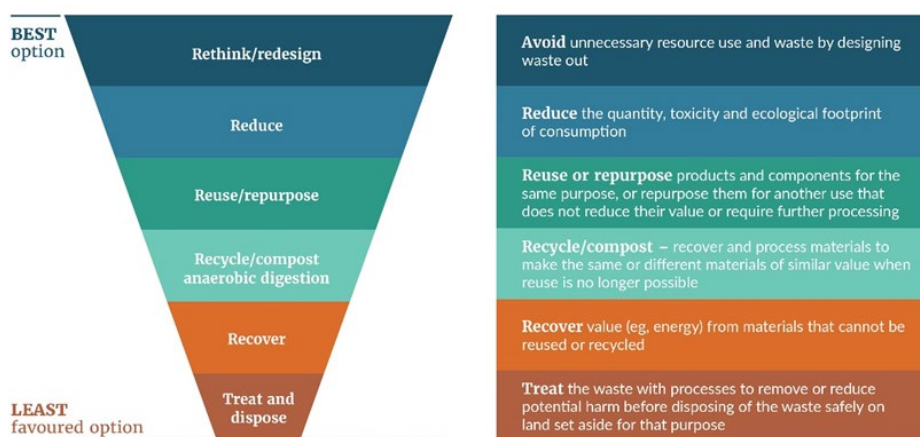 BEST
option
Rethink/redesign
Avoid unnecessary resource use and waste by designing
waste out
Reduce
Reduce the quantity, toxicity and ecological footprint
of consumption
Reuse/repurpose
Reuse or repurpose products and components for the
same purpose, or repurpose them for another use that
does not reduce their value or require further processing
Recycle/compost
anaerobic digestion
Recycle/compost – recover and process materials to
make the same or different materials of similar value when
reuse is no longer possible
Recover
Recover value (eg, energy) from materials that cannot be
reused or recycled
LEAST
favoured option
Treat and
dispose
Treat the waste with processes to remove or reduce
potential harm before disposing of the waste safely on
land set aside for that purpose